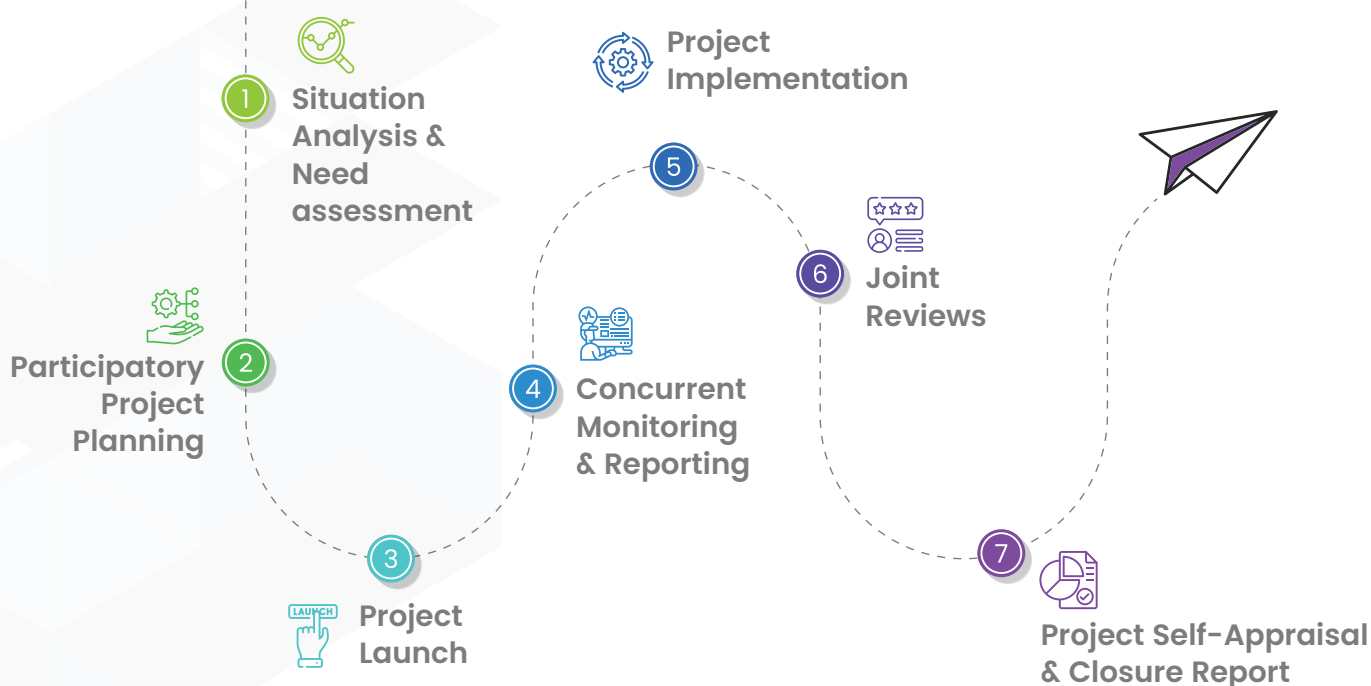 1
Situation
Analysis &
Need
assessment
2
Participatory
Project
Planning
3
LAUNCH
Project
Launch
4
Concurrent
Monitoring
& Reporting
5
Project
Implementation
6
Joint
Reviews
7
Project Self-Appraisal
& Closure Report